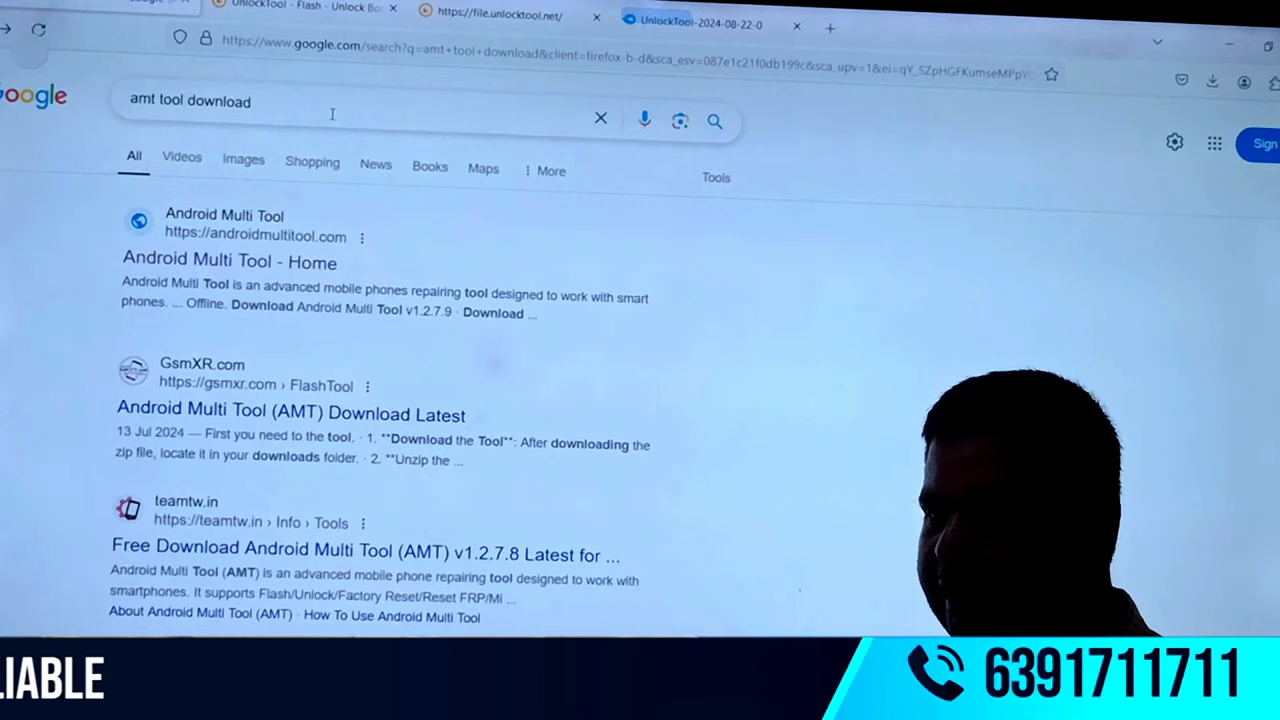 UnlockTool - Flash - Unlock Bo
https://file.unlocktool.net/
UnlockTool-2024-08-22-0
https://www.google.com/search?q=amt+tool+download&client=firefox-b-d&sca_esv=087e1c21f0db199c&sca_upv=1&ei=qY_SZpHGFKumseMPpY
oogle
amt tool download
Sign
All Videos Images Shopping News Books Maps More Tools
Android Multi Tool
https://androidmultitool.com
Android Multi Tool - Home
Android Multi Tool is an advanced mobile phones repairing tool designed to work with smart
phones. ... Offline. Download Android Multi Tool v1.2.7.9 · Download ...
GsmXR.com
https://gsmxr.com › FlashTool
Android Multi Tool (AMT) Download Latest
13 Jul 2024 — First you need to the tool. · 1. **Download the Tool**: After downloading the
zip file, locate it in your downloads folder. · 2. **Unzip the ...
teamtw.in
https://teamtw.in › Info › Tools
Free Download Android Multi Tool (AMT) v1.2.7.8 Latest for ...
Android Multi Tool (AMT) is an advanced mobile phone repairing tool designed to work with
smartphones. It supports Flash/Unlock/Factory Reset/Reset FRP/Mi ...
About Android Multi Tool (AMT) · How To Use Android Multi Tool
LIABLE
6391711711